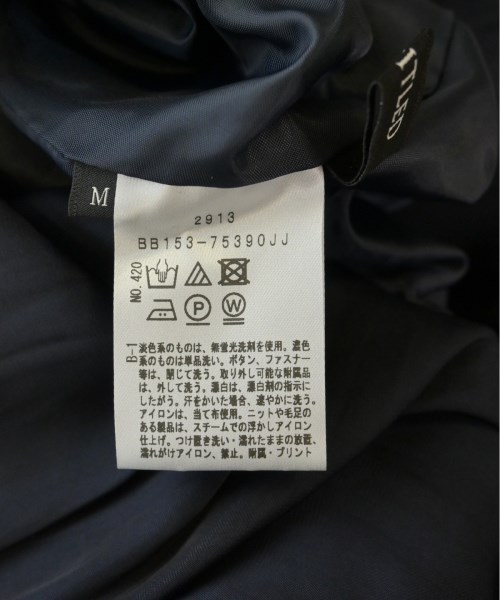 M
2913
BB153-75390JJ
NO.420
P
W
B-1
淡色系のものは、無蛍光洗剤を使用。濃色
系のものは単品洗い。ボタン、ファスナー
等は、閉じて洗う。取り外し可能な附属品
は、外して洗う。漂白は、漂白剤の指示に
したがう。汗をかいた場合、速やかに洗う。
アイロンは、当て布使用。ニットや毛足の
ある製品は、スチームでの浮かしアイロン
仕上げ。つけ置き洗い・濡れたままの放置、
濡れがけアイロン、禁止。附属・プリント